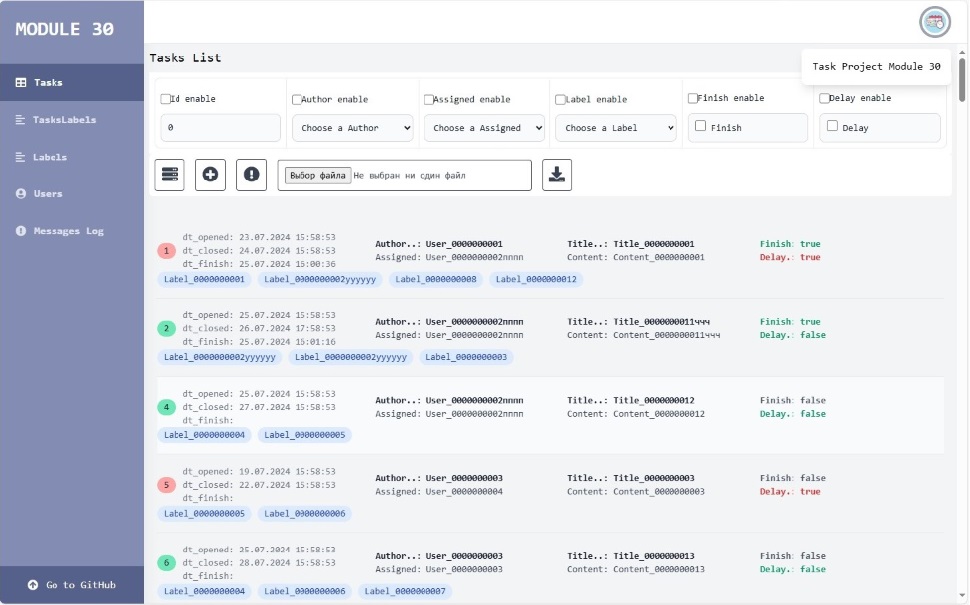 MODULE 30
Tasks
TasksLabels
Labels
Users
Messages Log
Go to GitHub
Tasks List
Task Project Module 30
Id enable
Author enable
Assigned enable
Label enable
Finish enable
Delay enable
0
Choose a Author
Choose a Assigned
Choose a Label
Finish
Delay
Выбор файла Не выбран ни один файл
1
dt_opened: 23.07.2024 15:58:53
dt_closed: 24.07.2024 15:58:53
dt_finish: 25.07.2024 15:00:36
Author..: User_0000000001
Assigned: User_0000000002nnnn
Title..: Title_0000000001
Content: Content_0000000001
Finish: true
Delay.: true
Label_0000000001 Label_0000000002yyyyyy Label_0000000008 Label_0000000012
2
dt_opened: 25.07.2024 15:58:53
dt_closed: 26.07.2024 17:58:53
dt_finish: 25.07.2024 15:01:16
Author..: User_0000000002nnnn
Assigned: User_0000000002nnnn
Title..: Title_0000000011ччч
Content: Content_0000000011ччч
Finish: true
Delay.: false
Label_0000000002yyyyyy Label_0000000002yyyyyy Label_0000000003
4
dt_opened: 25.07.2024 15:58:53
dt_closed: 27.07.2024 15:58:53
dt_finish:
Author..: User_0000000002nnnn
Assigned: User_0000000002nnnn
Title..: Title_0000000012
Content: Content_0000000012
Finish: false
Delay.: false
Label_0000000004 Label_0000000005
5
dt_opened: 19.07.2024 15:58:53
dt_closed: 22.07.2024 15:58:53
dt_finish:
Author..: User_0000000003
Assigned: User_0000000004
Title..: Title_0000000003
Content: Content_0000000003
Finish: false
Delay.: true
Label_0000000005 Label_0000000006
6
dt_opened: 25.07.2024 15:58:53
dt_closed: 28.07.2024 15:58:53
dt_finish:
Author..: User_0000000003
Assigned: User_0000000003
Title..: Title_0000000013
Content: Content_0000000013
Finish: false
Delay.: false
Label_0000000004 Label_0000000006 Label_0000000007